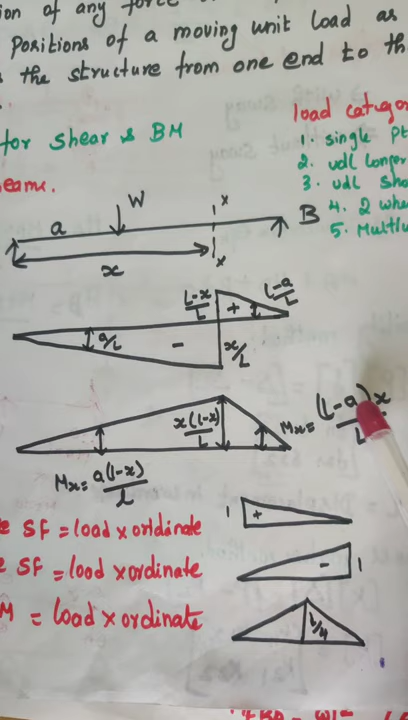 ion of any force
Positions of a moving unit load as
the structure from one end to th
for shear & BM
load catego
1. single Pt
2. udl longer
3. udl sho
4. 2 whe
5. Multi
eams.
W
x
a
B
x
x
L-x/L
+
L-a/L
a/L
-
x/L
x(L-x)/L
Mx= (L-a)x/L
Mx= a(l-x)/L
1
+
SF = load x ordinate
-
1
SF = load x ordinate
M = load x ordinate
L/4